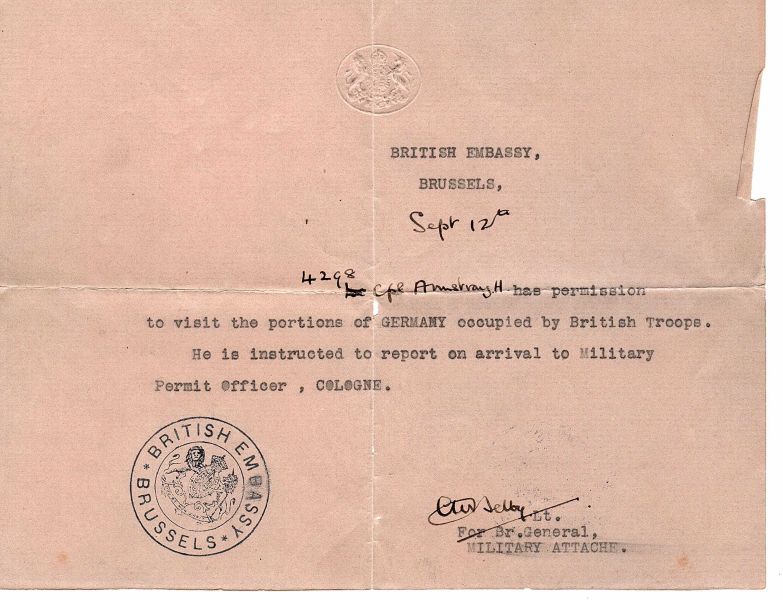 BRITISH EMBASSY,
BRUSSELS,
Sept 12th
4298 Cpl Armstrong H. has permission
to visit the portions of GERMANY occupied by British Troops.
He is instructed to report on arrival to Military
Permit Officer , COLOGNE.
BRITISH EMBASSY
* BRUSSELS *
Selby Lt.
For Br.General,
MILITARY ATTACHE.